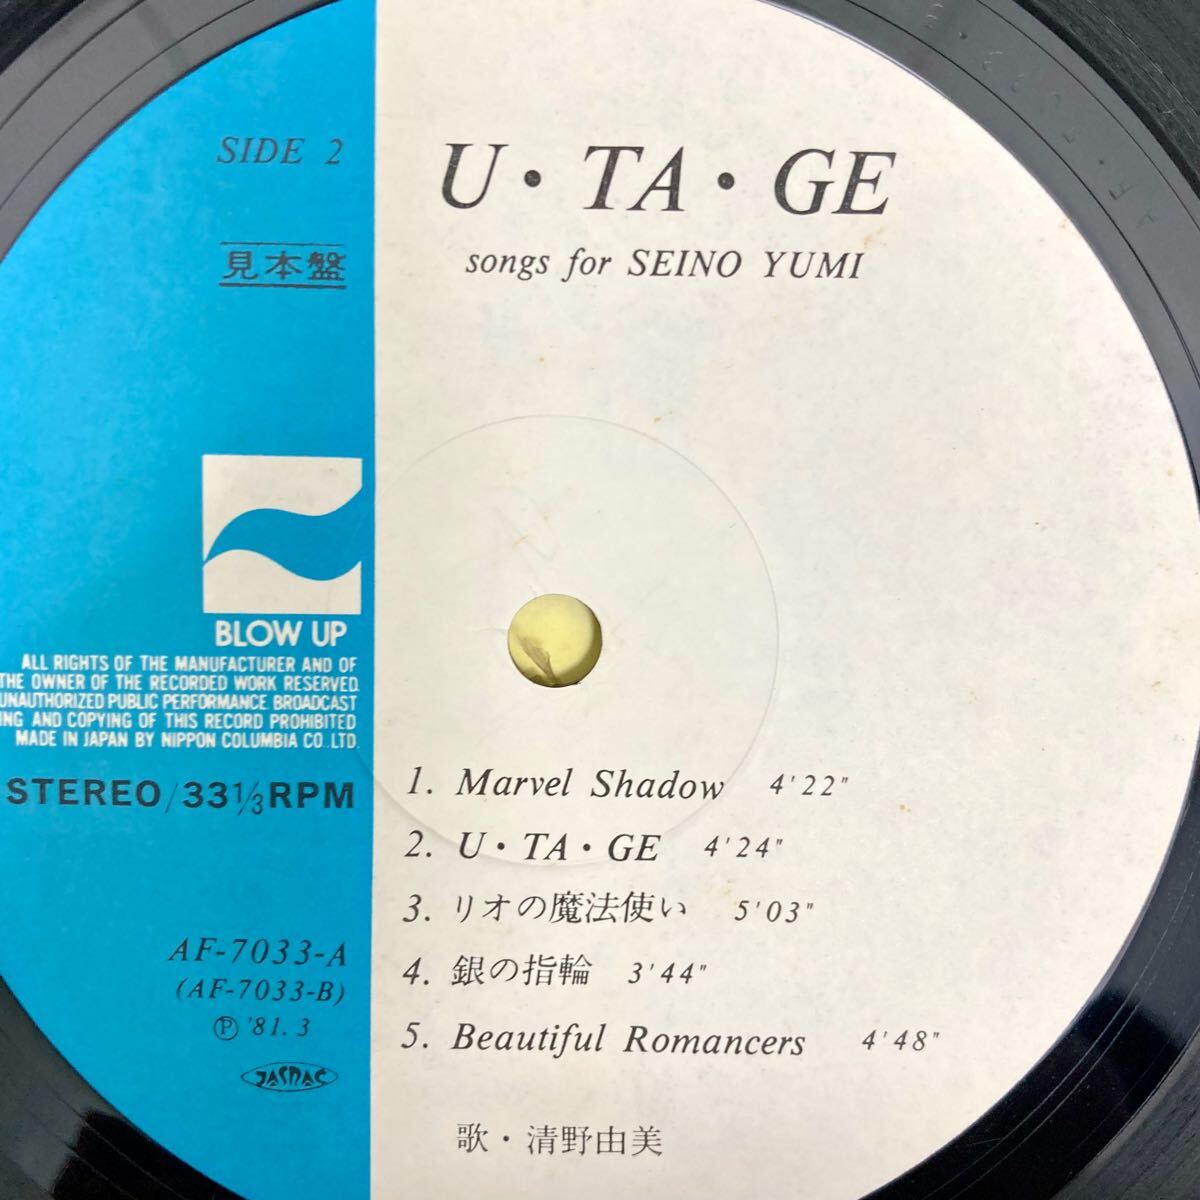 SIDE 2
見本盤
U・TA・GE
songs for SEINO YUMI
BLOW UP
ALL RIGHTS OF THE MANUFACTURER AND OF
THE OWNER OF THE RECORDED WORK RESERVED
UNAUTHORIZED PUBLIC PERFORMANCE BROADCAST
ING AND COPYING OF THIS RECORD PROHIBITED
MADE IN JAPAN BY NIPPON COLUMBIA CO.,LTD.
STEREO/33 1/3 RPM
AF-7033-A
(AF-7033-B)
Ⓟ '81. 3
JASRAC
1. Marvel Shadow 4'22"
2. U・TA・GE 4'24"
3. リオの魔法使い 5'03"
4. 銀の指輪 3'44"
5. Beautiful Romancers 4'48"
歌・清野由美